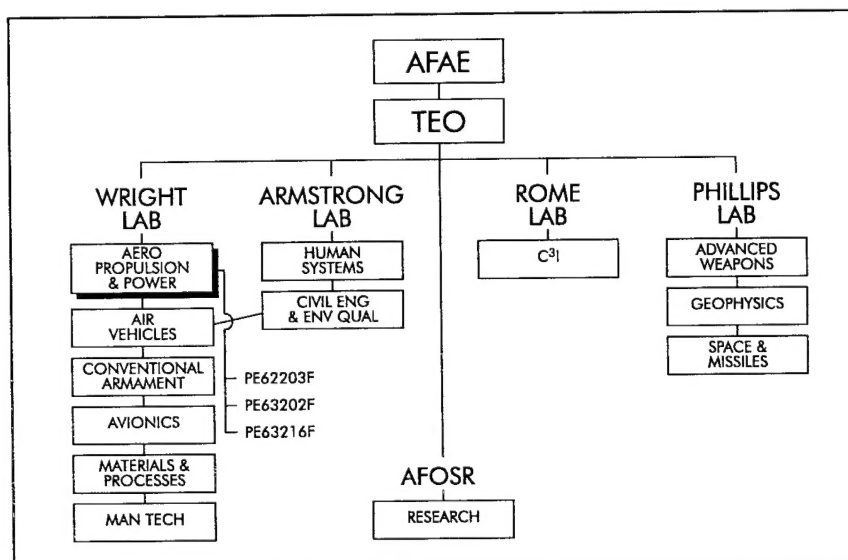 AFAE
TEO
WRIGHT
LAB
AERO
PROPULSION
& POWER
AIR
VEHICLES
CONVENTIONAL
ARMAMENT
AVIONICS
MATERIALS &
PROCESSES
MAN TECH
PE62203F
PE63202F
PE63216F
ARMSTRONG
LAB
HUMAN
SYSTEMS
CIVIL ENG
& ENV QUAL
AFOSR
RESEARCH
ROME
LAB
C³I
PHILLIPS
LAB
ADVANCED
WEAPONS
GEOPHYSICS
SPACE &
MISSILES